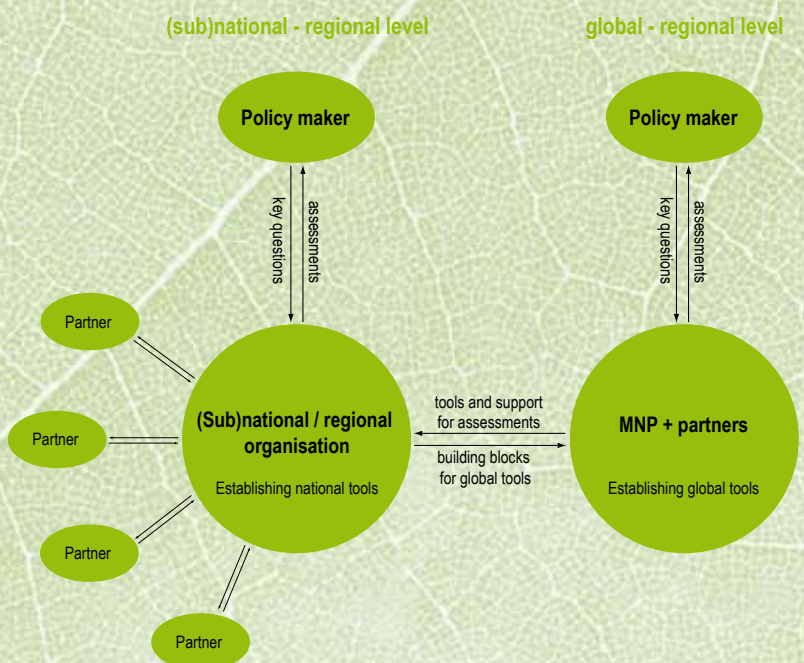 (sub)national - regional level
global - regional level
Policy maker
Policy maker
key questions
assessments
key questions
assessments
Partner
Partner
Partner
Partner
(Sub)national / regional
organisation
Establishing national tools
tools and support
for assessments
building blocks
for global tools
MNP + partners
Establishing global tools